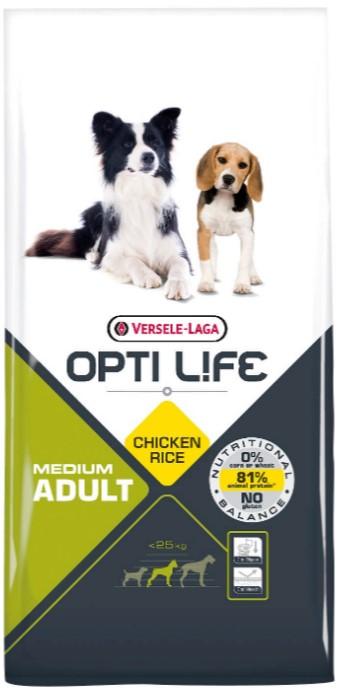 VERSELE-LAGA
OPTI L!FE
CHICKEN
RICE
MEDIUM
ADULT
NUTRITIONAL
0%
corn or wheat
81%
animal protein*
NO
gluten
BALANCE
<25kg